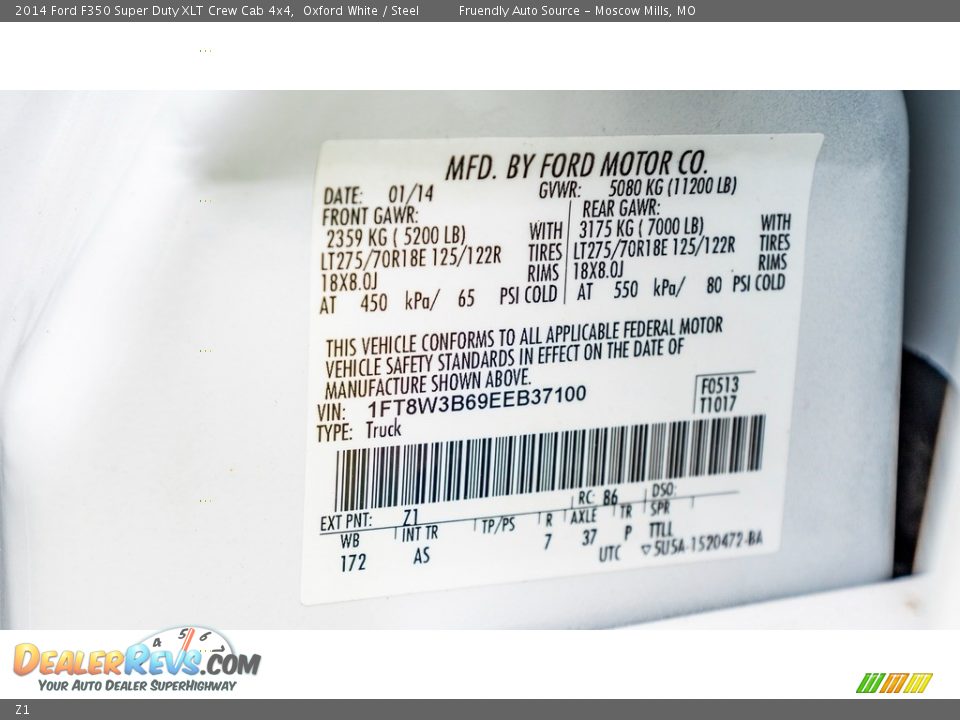 2014 Ford F350 Super Duty XLT Crew Cab 4x4, Oxford White / Steel Fruendly Auto Source - Moscow Mills, MO
MFD. BY FORD MOTOR CO.
DATE: 01/14 GVWR: 5080 KG (11200 LB)
FRONT GAWR: REAR GAWR:
2359 KG ( 5200 LB) WITH 3175 KG ( 7000 LB) WITH
LT275/70R18E 125/122R TIRES LT275/70R18E 125/122R TIRES
18X8.0J RIMS 18X8.0J RIMS
AT 450 kPa/ 65 PSI COLD AT 550 kPa/ 80 PSI COLD
THIS VEHICLE CONFORMS TO ALL APPLICABLE FEDERAL MOTOR
VEHICLE SAFETY STANDARDS IN EFFECT ON THE DATE OF
MANUFACTURE SHOWN ABOVE.
VIN: 1FT8W3B69EEB37100 F0513
TYPE: Truck T1017
EXT PNT: Z1 RC: 86 DSO:
WB INT TR TP/PS R AXLE TR SPR
172 AS 7 37 P TTLL
UTC ▽5U5A-1520472-BA
4 5 6
DEALERREVS.COM
YOUR AUTO DEALER SUPERHIGHWAY
Z1